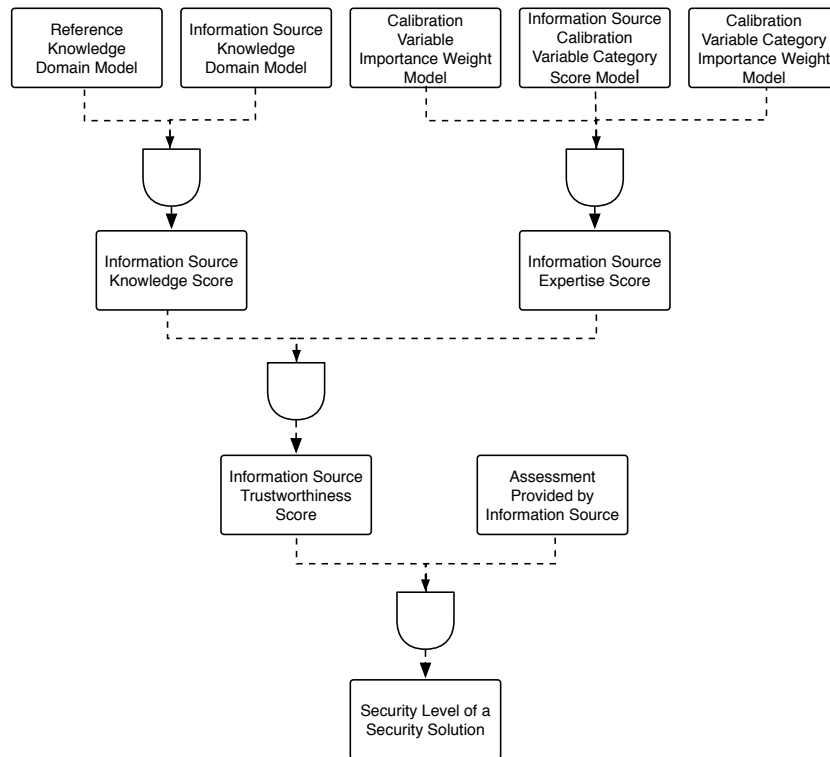 Reference
Knowledge
Domain Model
Information Source
Knowledge
Domain Model
Calibration
Variable
Importance Weight
Model
Information Source
Calibration
Variable Category
Score Model
Calibration
Variable Category
Importance Weight
Model
Information Source
Knowledge Score
Information Source
Expertise Score
Information Source
Trustworthiness
Score
Assessment
Provided by
Information Source
Security Level of a
Security Solution